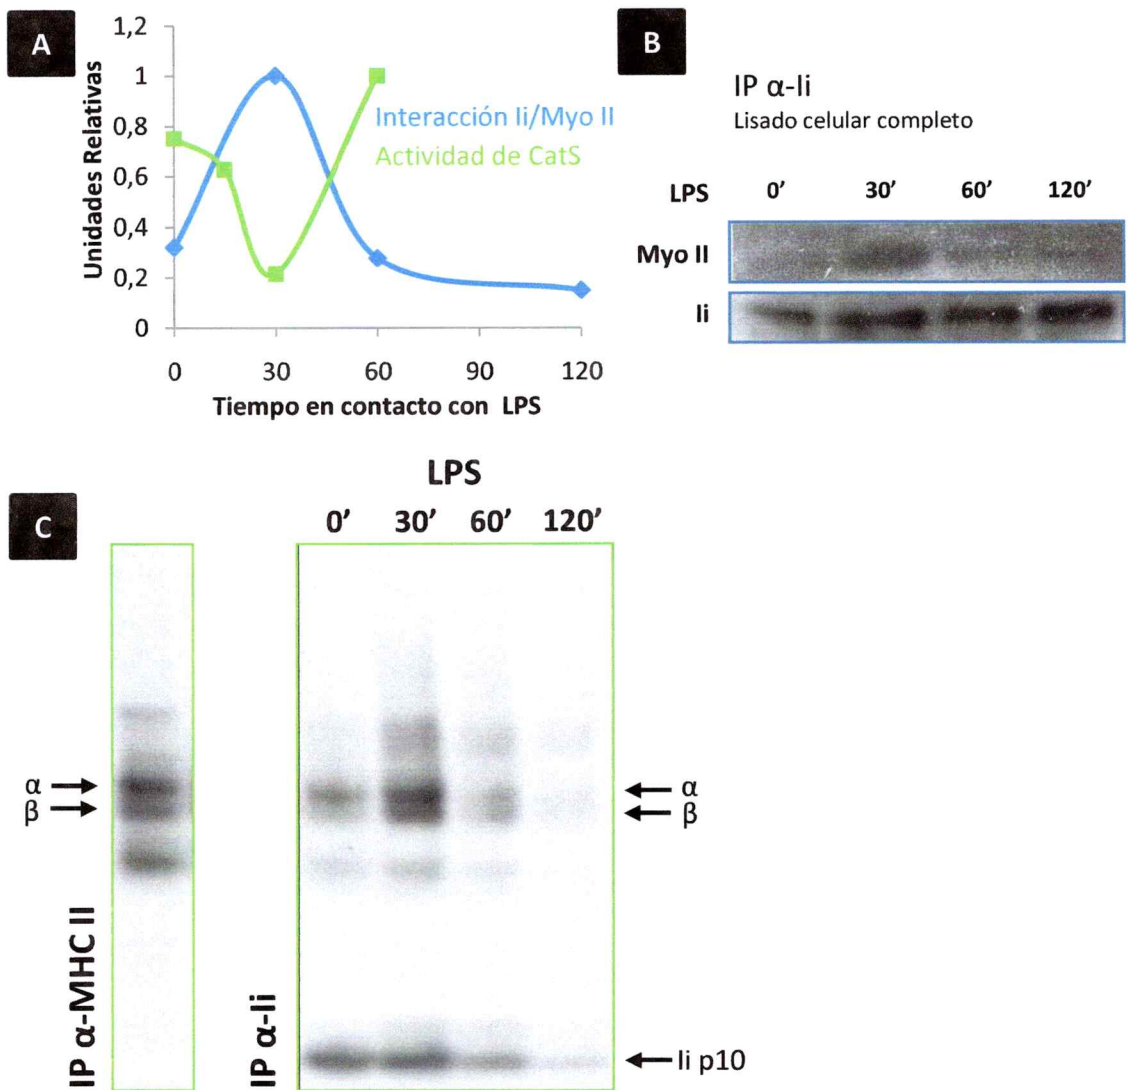 A
1,2
1
0,8
0,6
0,4
0,2
0
Unidades Relativas
Interacción Ii/Myo II
Actividad de CatS
0 30 60 90 120
Tiempo en contacto con LPS
B
IP α-Ii
Lisado celular completo
LPS 0’ 30’ 60’ 120’
Myo II
Ii
C
LPS
0’ 30’ 60’ 120’
α
β
IP α-MHC II
IP α-Ii
α
β
Ii p10